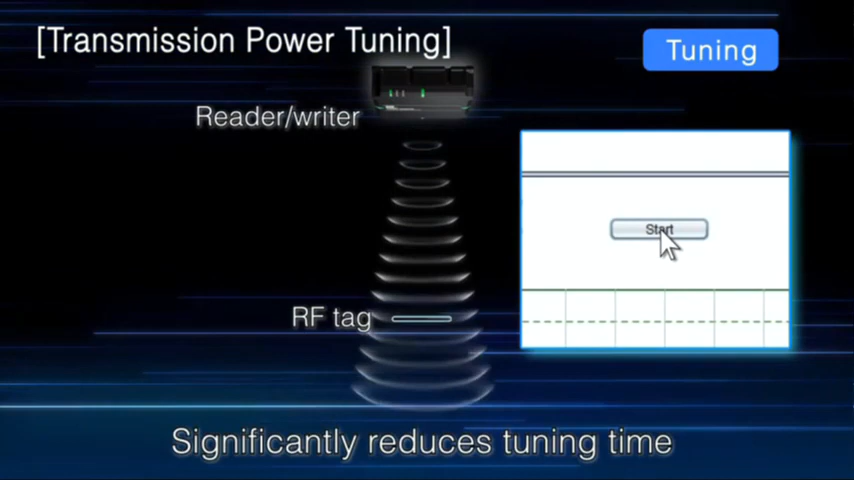 [Transmission Power Tuning]
Tuning
Reader/writer
Start
RF tag
Significantly reduces tuning time